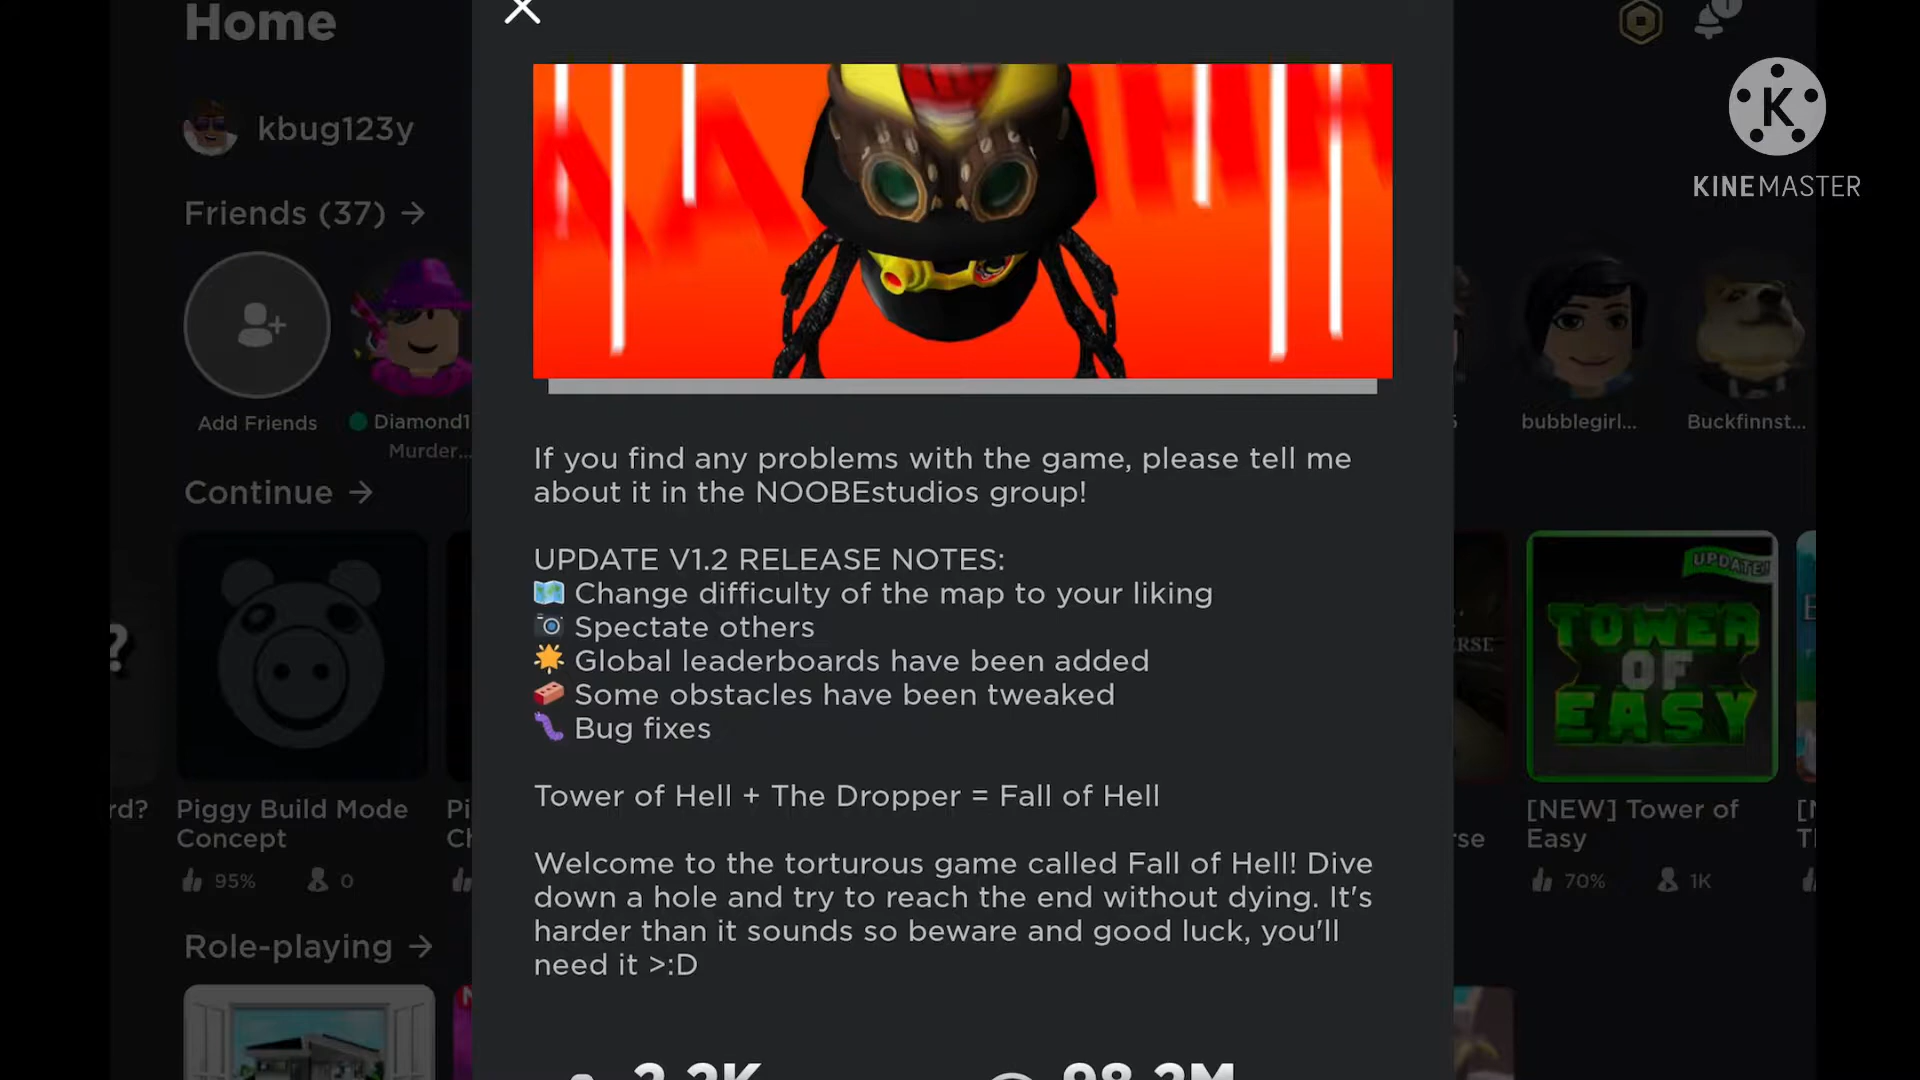 Home
kbug123y
Friends (37) →
Add Friends
Diamond1
Murder...
bubblegirl...
Buckfinnst...
Continue →
Piggy Build Mode
Concept
95%
0
rd?
Role-playing →
K
KINEMASTER
If you find any problems with the game, please tell me
about it in the NOOBEstudios group!
UPDATE V1.2 RELEASE NOTES:
🗺️ Change difficulty of the map to your liking
📷 Spectate others
🌟 Global leaderboards have been added
🧱 Some obstacles have been tweaked
🐛 Bug fixes
Tower of Hell + The Dropper = Fall of Hell
Welcome to the torturous game called Fall of Hell! Dive
down a hole and try to reach the end without dying. It's
harder than it sounds so beware and good luck, you'll
need it >:D
2.2K
98.2M
UPDATE!
TOWER
OF
EASY
[NEW] Tower of
Easy
70%
1K